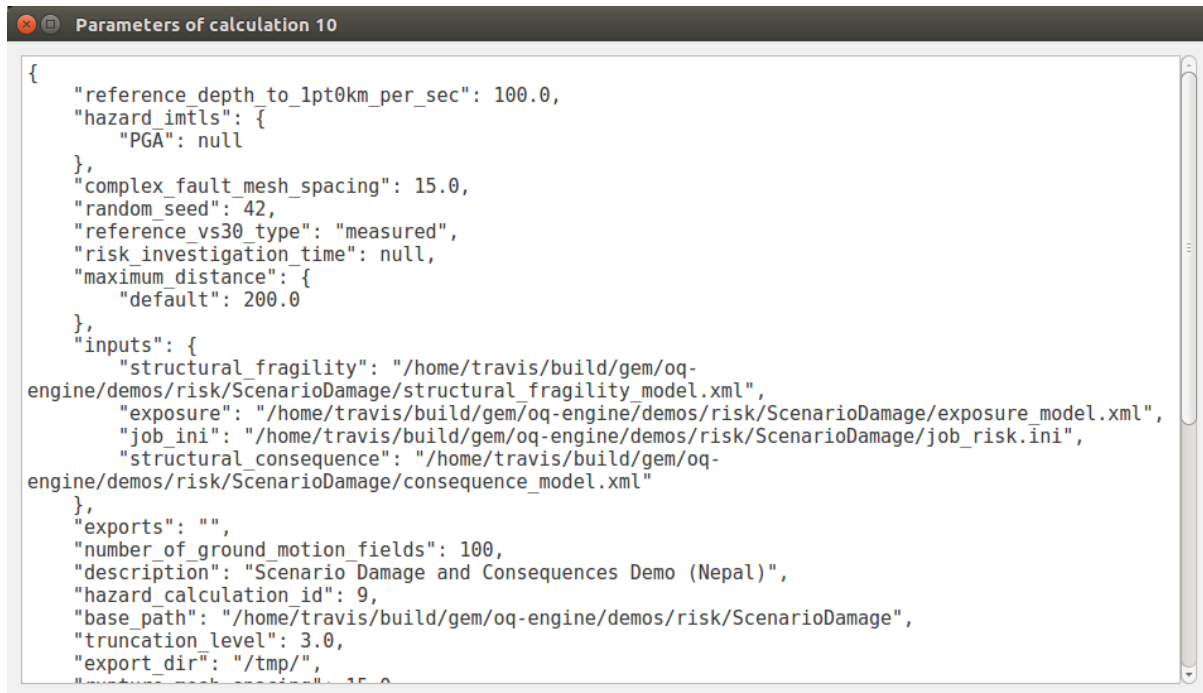 Parameters of calculation 10
{
    "reference_depth_to_1pt0km_per_sec": 100.0,
    "hazard_imtls": {
        "PGA": null
    },
    "complex_fault_mesh_spacing": 15.0,
    "random_seed": 42,
    "reference_vs30_type": "measured",
    "risk_investigation_time": null,
    "maximum_distance": {
        "default": 200.0
    },
    "inputs": {
        "structural_fragility": "/home/travis/build/gem/oq-
engine/demos/risk/ScenarioDamage/structural_fragility_model.xml",
        "exposure": "/home/travis/build/gem/oq-engine/demos/risk/ScenarioDamage/exposure_model.xml",
        "job_ini": "/home/travis/build/gem/oq-engine/demos/risk/ScenarioDamage/job_risk.ini",
        "structural_consequence": "/home/travis/build/gem/oq-
engine/demos/risk/ScenarioDamage/consequence_model.xml"
    },
    "exports": "",
    "number_of_ground_motion_fields": 100,
    "description": "Scenario Damage and Consequences Demo (Nepal)",
    "hazard_calculation_id": 9,
    "base_path": "/home/travis/build/gem/oq-engine/demos/risk/ScenarioDamage",
    "truncation_level": 3.0,
    "export_dir": "/tmp/",